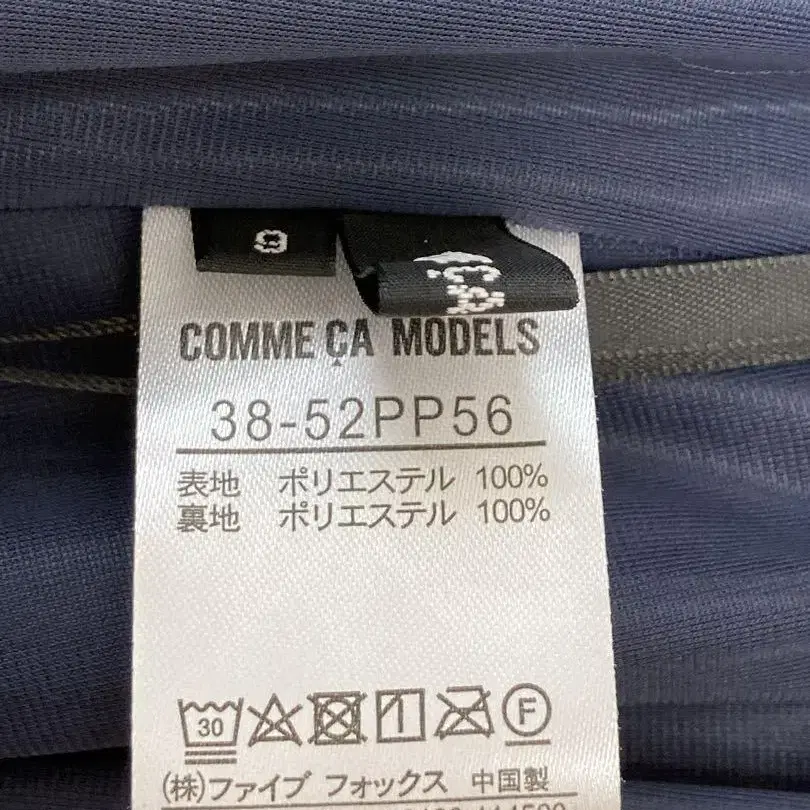 9
COMME ÇA MODELS
38-52PP56
表地 ポリエステル 100%
裏地 ポリエステル 100%
30 F
(株)ファイブ フォックス 中国製